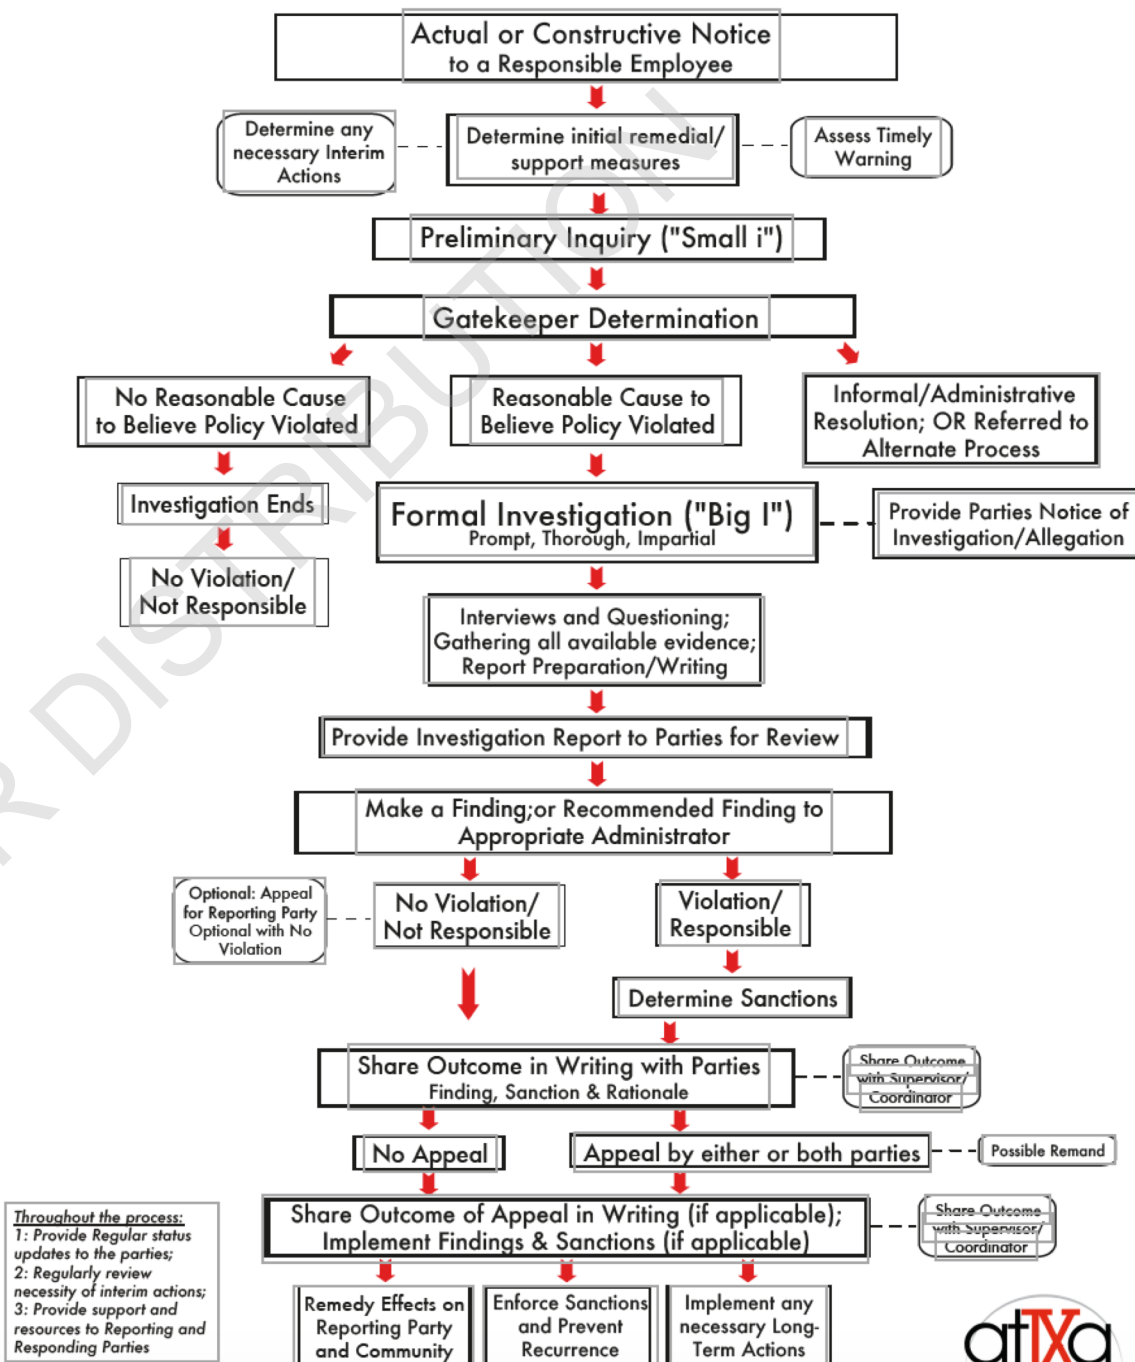 Actual or Constructive Notice
to a Responsible Employee
Determine any
necessary Interim
Actions
Determine initial remedial/
support measures
Assess Timely
Warning
Preliminary Inquiry ("Small i")
Gatekeeper Determination
No Reasonable Cause
to Believe Policy Violated
Reasonable Cause to
Believe Policy Violated
Informal/Administrative
Resolution; OR Referred to
Alternate Process
Investigation Ends
No Violation/
Not Responsible
Formal Investigation ("Big I")
Prompt, Thorough, Impartial
Provide Parties Notice of
Investigation/Allegation
Interviews and Questioning;
Gathering all available evidence;
Report Preparation/Writing
Provide Investigation Report to Parties for Review
Make a Finding;or Recommended Finding to
Appropriate Administrator
Optional: Appeal
for Reporting Party
Optional with No
Violation
No Violation/
Not Responsible
Violation/
Responsible
Determine Sanctions
Share Outcome in Writing with Parties
Finding, Sanction & Rationale
Share Outcome
with Supervisor/
Coordinator
No Appeal
Appeal by either or both parties
Possible Remand
Share Outcome of Appeal in Writing (if applicable);
Implement Findings & Sanctions (if applicable)
Share Outcome
with Supervisor/
Coordinator
Throughout the process:
1: Provide Regular status
updates to the parties;
2: Regularly review
necessity of interim actions;
3: Provide support and
resources to Reporting and
Responding Parties
Remedy Effects on
Reporting Party
and Community
Enforce Sanctions
and Prevent
Recurrence
Implement any
necessary Long-
Term Actions
atIXa
R DISTRIBUTION